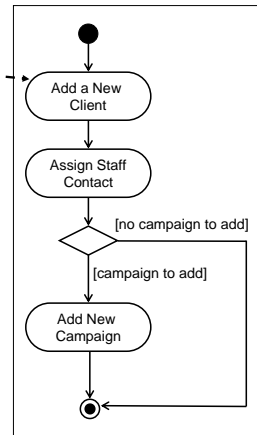 Add a New
Client
Assign Staff
Contact
[no campaign to add]
[campaign to add]
Add New
Campaign